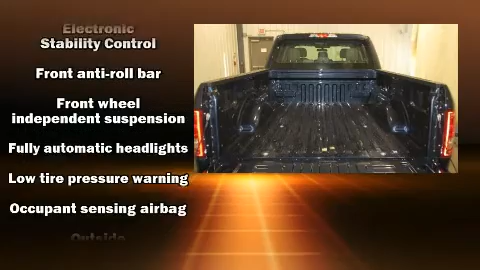 Electronic
Stability Control
Front anti-roll bar
Front wheel
independent suspension
Fully automatic headlights
Low tire pressure warning
Occupant sensing airbag
Outside